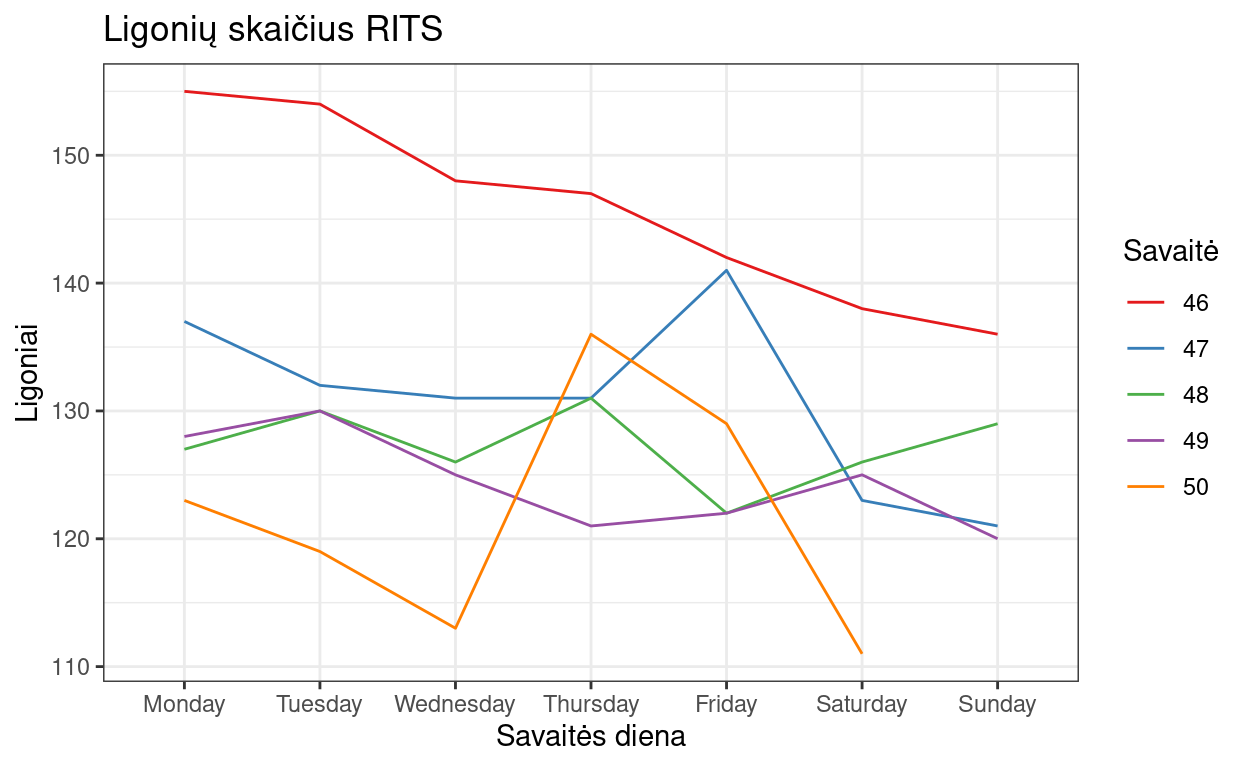 Ligonių skaičius RITS
Ligoniai
150
140
130
120
110
Monday Tuesday Wednesday Thursday Friday Saturday Sunday
Savaitės diena
Savaitė
46
47
48
49
50